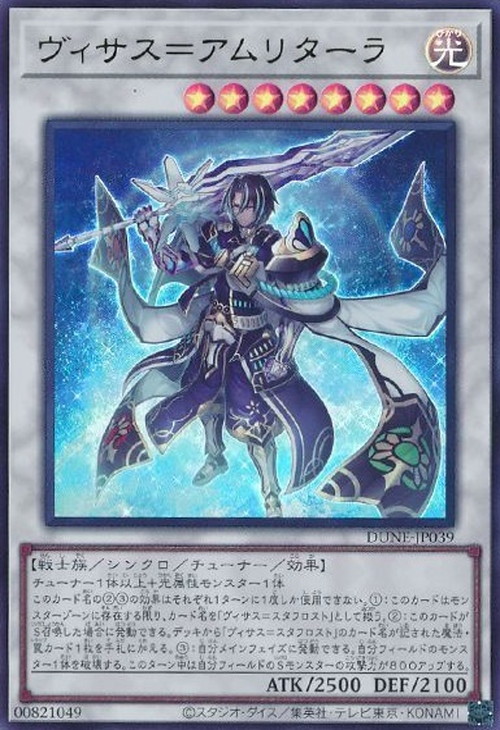 ヴィサス=アムリターラ
光
DUNE-JP039
【戦士族/シンクロ/チューナー/効果】
チューナー1体以上+光属性モンスター1体
このカード名の②③の効果はそれぞれ1ターンに1度しか使用できない。①:このカードはモン
スターゾーンに存在する限り、カード名を「ヴィサス=スタフロスト」として扱う。②:このカードが
S召喚した場合に発動できる。デッキから「ヴィサス=スタフロスト」のカード名が記された魔法・
罠カード1枚を手札に加える。③:自分メインフェイズに発動できる。自分フィールドのモンス
ター1体を破壊する。このターン中は自分フィールドのSモンスターの攻撃力が800アップする。
ATK/2500 DEF/2100
00821049
©スタジオ・ダイス/集英社・テレビ東京・KONAMI